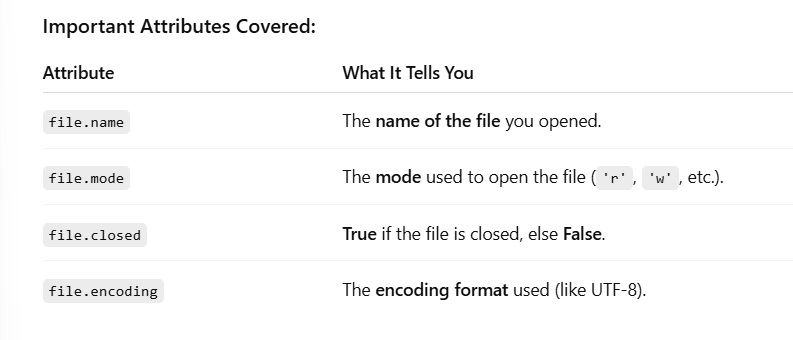 Important Attributes Covered:
Attribute What It Tells You
file.name The name of the file you opened.
file.mode The mode used to open the file ('r', 'w', etc.).
file.closed True if the file is closed, else False.
file.encoding The encoding format used (like UTF-8).